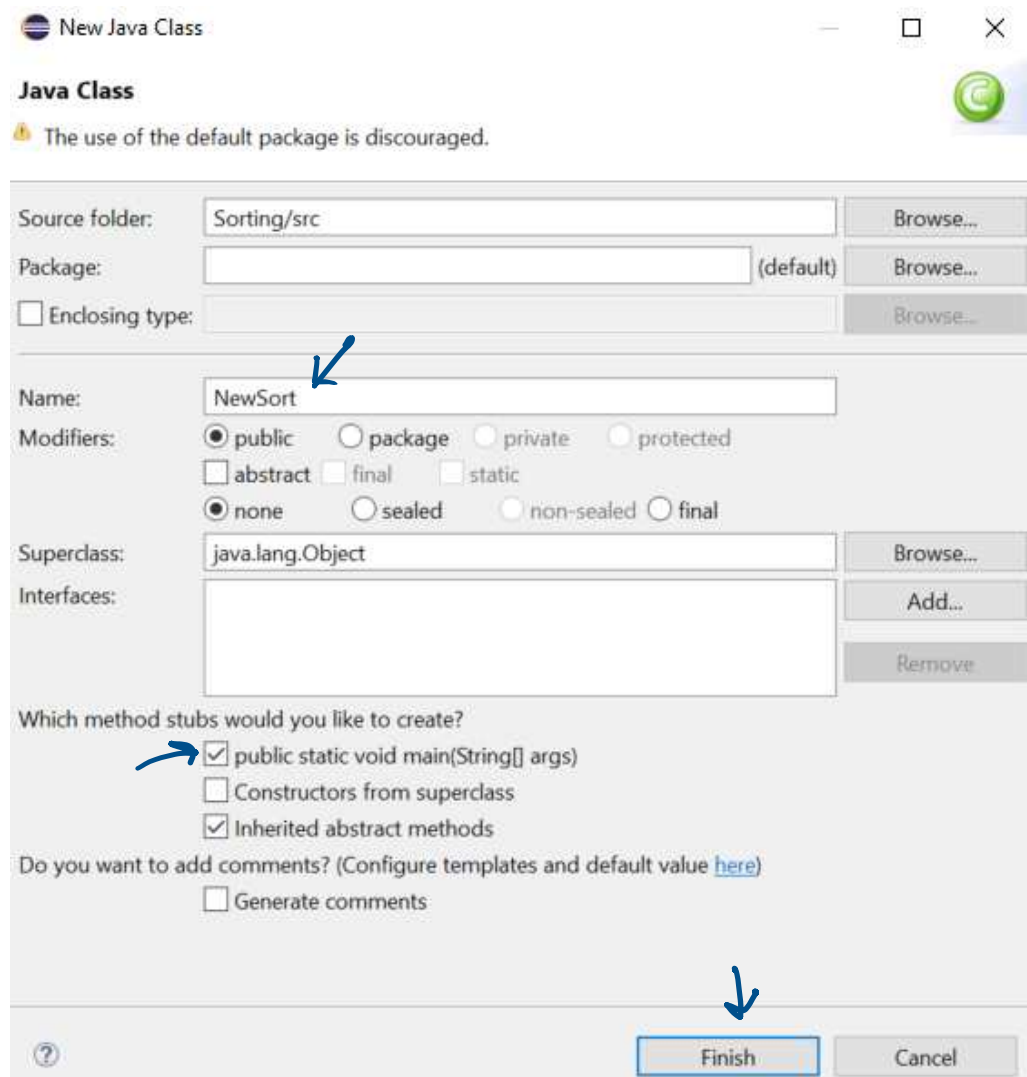 New Java Class
Java Class
The use of the default package is discouraged.
Source folder: Sorting/src Browse...
Package: (default) Browse...
Enclosing type: Browse...
Name: NewSort
Modifiers: public package private protected
abstract final static
none sealed non-sealed final
Superclass: java.lang.Object Browse...
Interfaces: Add...
Remove
Which method stubs would you like to create?
public static void main(String[] args)
Constructors from superclass
Inherited abstract methods
Do you want to add comments? (Configure templates and default value here)
Generate comments
? Finish Cancel